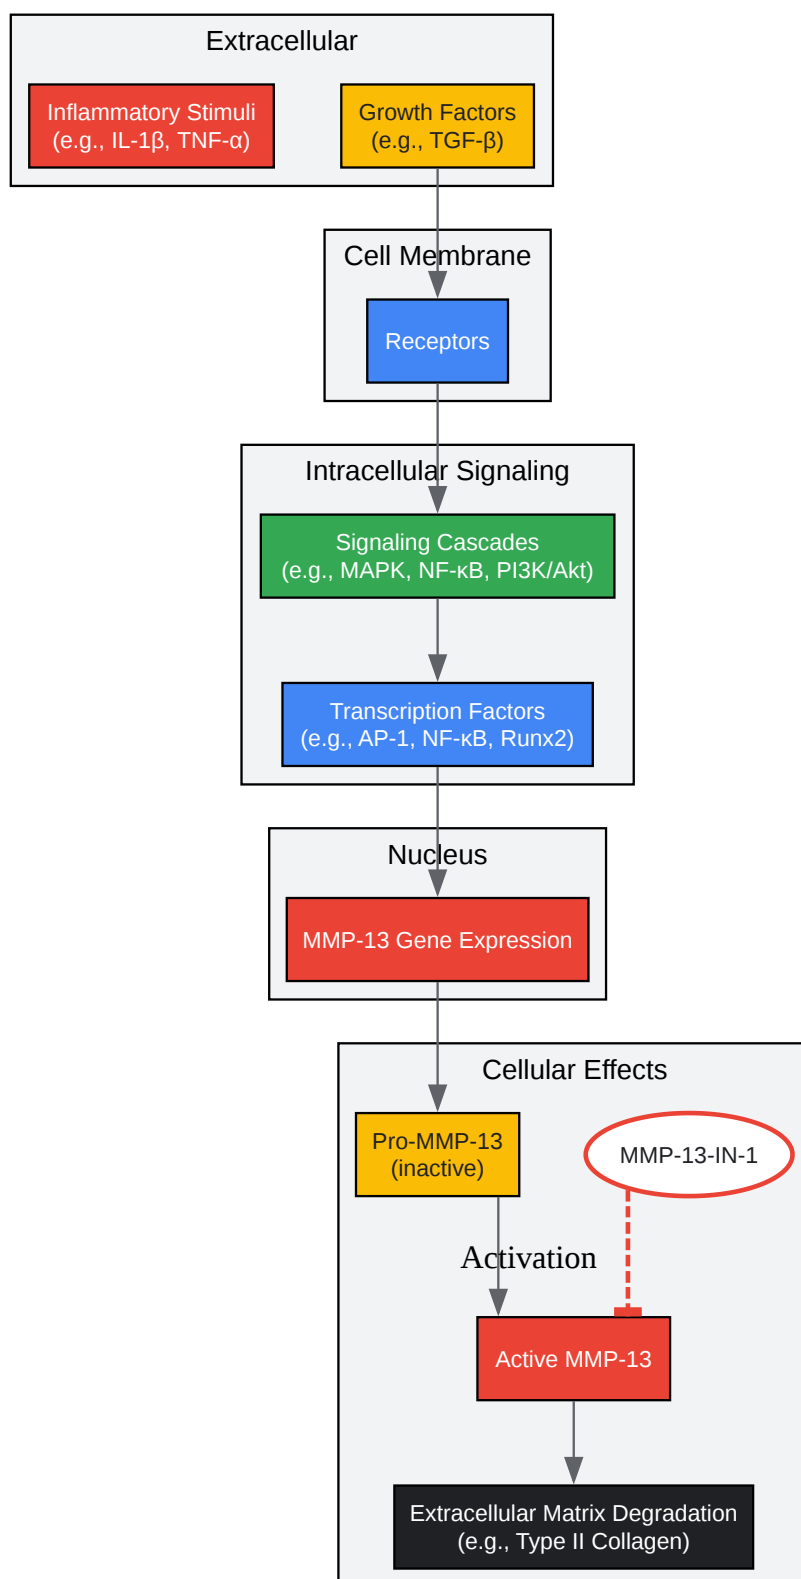 Extracellular
Inflammatory Stimuli
(e.g., IL-1β, TNF-α)
Growth Factors
(e.g., TGF-β)
Cell Membrane
Receptors
Intracellular Signaling
Signaling Cascades
(e.g., MAPK, NF-κB, PI3K/Akt)
Transcription Factors
(e.g., AP-1, NF-κB, Runx2)
Nucleus
MMP-13 Gene Expression
Cellular Effects
Pro-MMP-13
(inactive)
MMP-13-IN-1
Activation
Active MMP-13
Extracellular Matrix Degradation
(e.g., Type II Collagen)